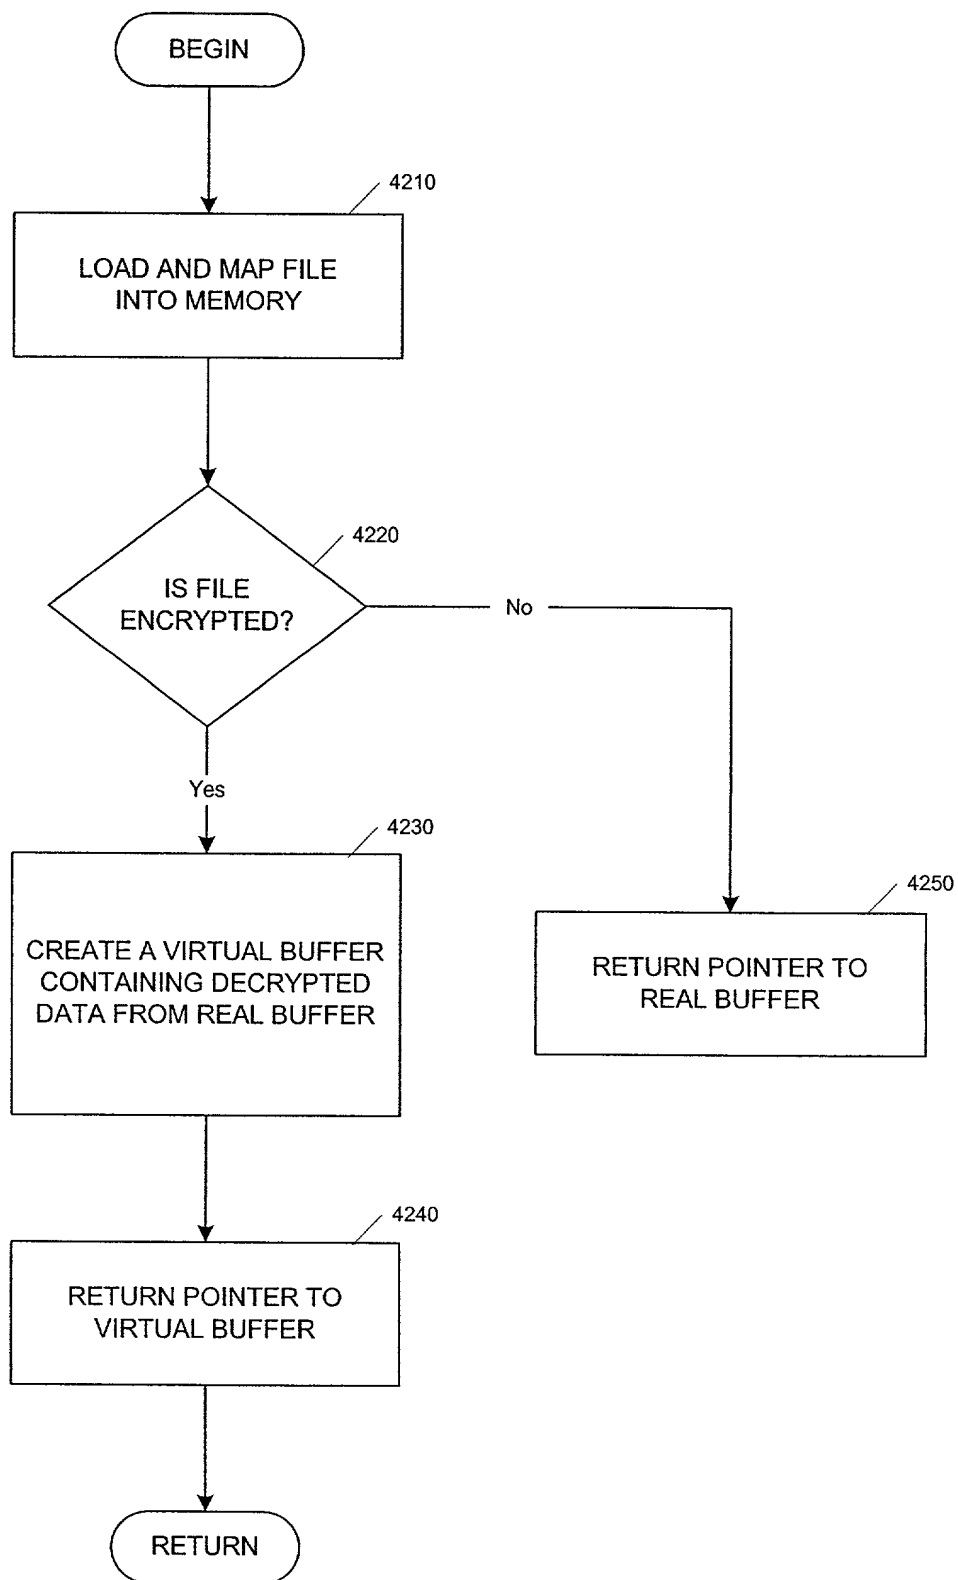 BEGIN
4210
LOAD AND MAP FILE
INTO MEMORY
4220
IS FILE
ENCRYPTED?
No
Yes
4230
CREATE A VIRTUAL BUFFER
CONTAINING DECRYPTED
DATA FROM REAL BUFFER
4250
RETURN POINTER TO
REAL BUFFER
4240
RETURN POINTER TO
VIRTUAL BUFFER
RETURN